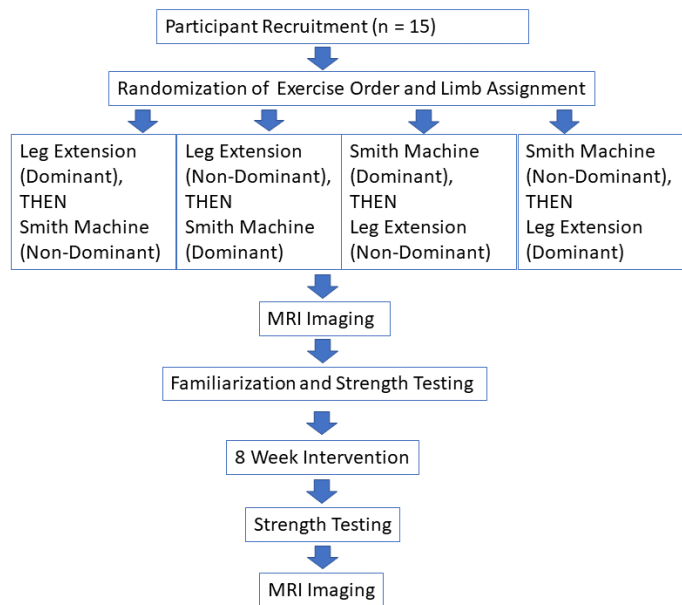 Participant Recruitment (n = 15)
Randomization of Exercise Order and Limb Assignment
Leg Extension
(Dominant),
THEN
Smith Machine
(Non-Dominant)
Leg Extension
(Non-Dominant),
THEN
Smith Machine
(Dominant)
Smith Machine
(Dominant),
THEN
Leg Extension
(Non-Dominant)
Smith Machine
(Non-Dominant),
THEN
Leg Extension
(Dominant)
MRI Imaging
Familiarization and Strength Testing
8 Week Intervention
Strength Testing
MRI Imaging